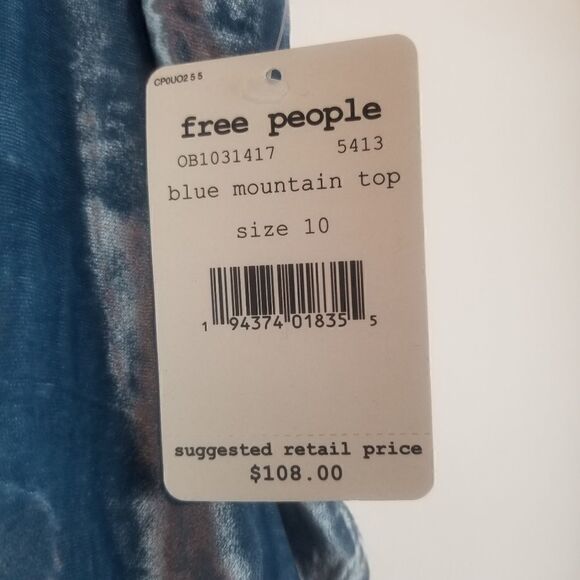 CPOUO2 5 5
free people
OB1031417 5413
blue mountain top
size 10
1 94374 01835 5
suggested retail price
$108.00